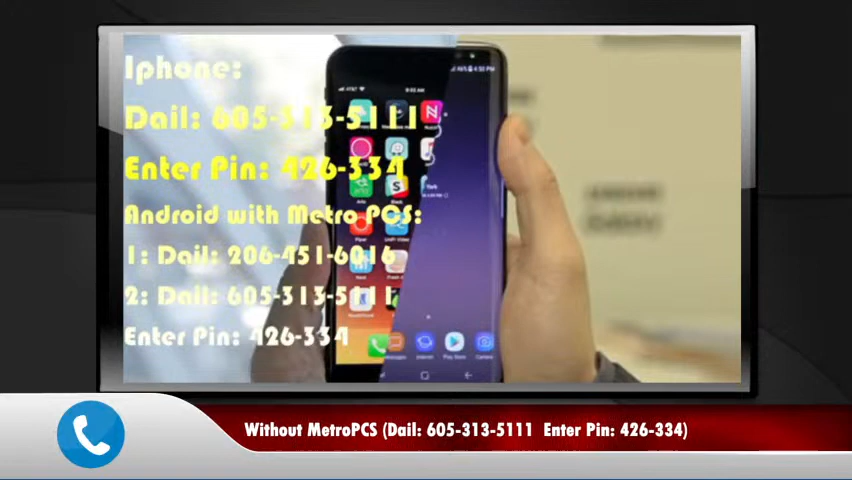 Iphone:
Dail: 605-313-5111
Enter Pin: 426-334
Android with Metro PCS:
1: Dail: 206-451-6016
2: Dail: 605-313-5111
Enter Pin: 426-334
Without MetroPCS (Dail: 605-313-5111 Enter Pin: 426-334)